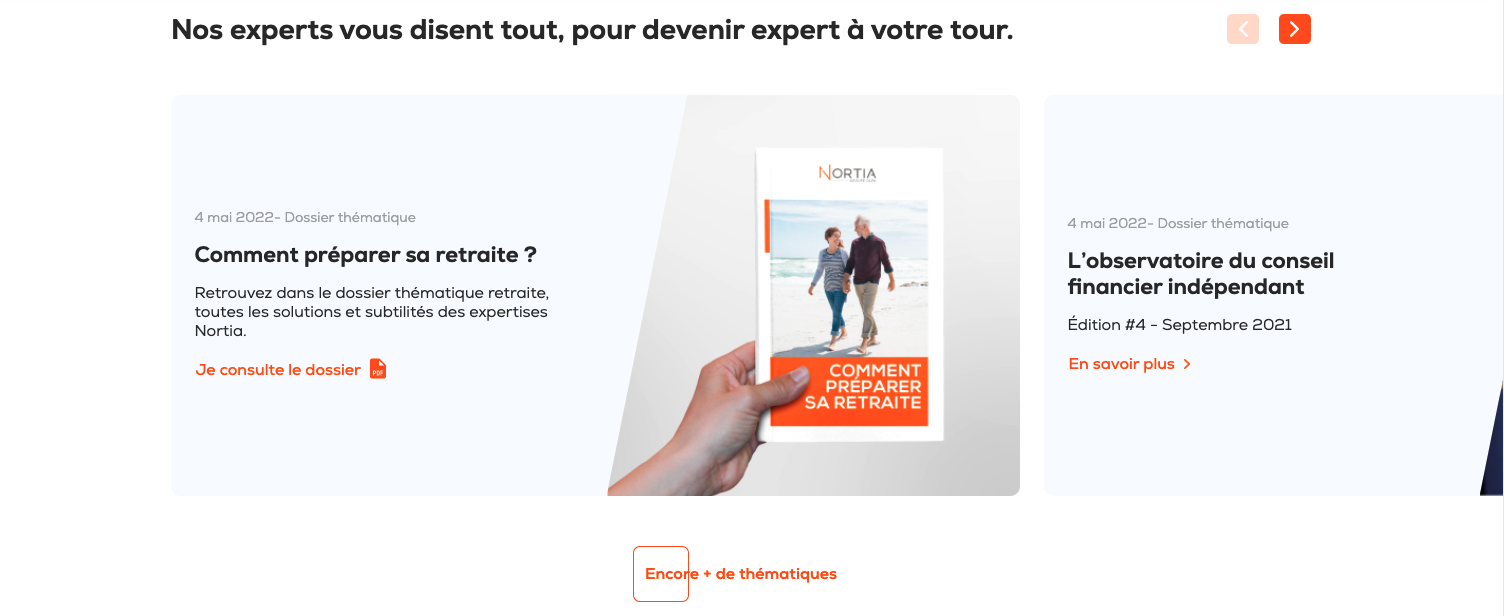 Nos experts vous disent tout, pour devenir expert à votre tour.
4 mai 2022- Dossier thématique
Comment préparer sa retraite ?
Retrouvez dans le dossier thématique retraite,
toutes les solutions et subtilités des expertises
Nortia.
Je consulte le dossier
PDF
NORTIA
COMMENT
PRÉPARER
SA RETRAITE
4 mai 2022- Dossier thématique
L’observatoire du conseil
financier indépendant
Édition #4 - Septembre 2021
En savoir plus
Encore + de thématiques